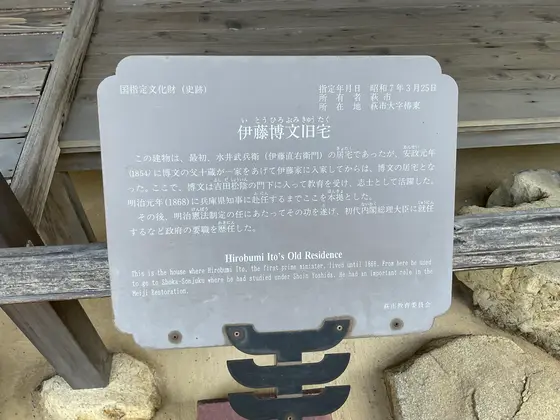 国指定文化財（史跡）
指定年月日　昭和７年３月25日
所有者　萩市
所在地　萩市大字椿東
いとうひろぶみきゅうたく
伊藤博文旧宅
この建物は、最初、水井武兵衛（伊藤直右衛門）の居宅であったが、安政元年
(1854)に博文の父十蔵が一家をあげて伊藤家に入家してからは、博文の居宅とな
った。ここで、博文は吉田松陰の門下に入って教育を受け、志士として活躍した。
明治元年(1868)に兵庫県知事に赴任するまでここを本拠とした。
その後、明治憲法制定の任にあたってその功を遂げ、初代内閣総理大臣に就任
するなど政府の要職を歴任した。
Hirobumi Ito's Old Residence
This is the house where Hirobumi Ito, the first prime minister, lived until 1868. From here he used
to go to Shoka-Sonjuku where he had studied under Shoin Yoshida. He had an important role in the
Meiji Restoration.
萩市教育委員会